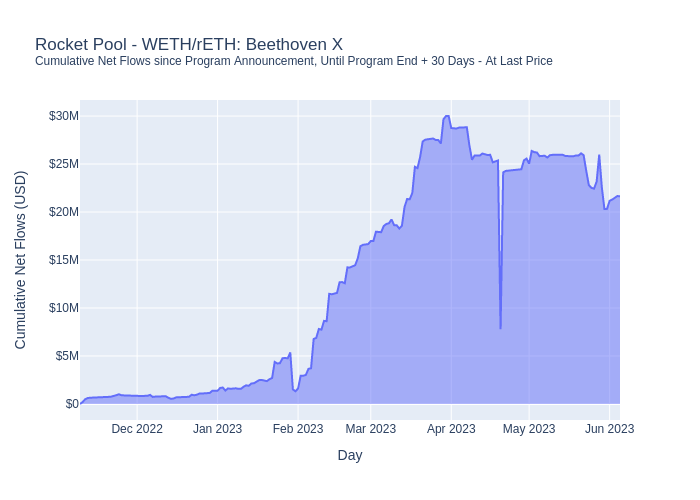 Rocket Pool - WETH/rETH: Beethoven X
Cumulative Net Flows since Program Announcement, Until Program End + 30 Days - At Last Price
Cumulative Net Flows (USD)
$30M
$25M
$20M
$15M
$10M
$5M
$0
Dec 2022 Jan 2023 Feb 2023 Mar 2023 Apr 2023 May 2023 Jun 2023
Day